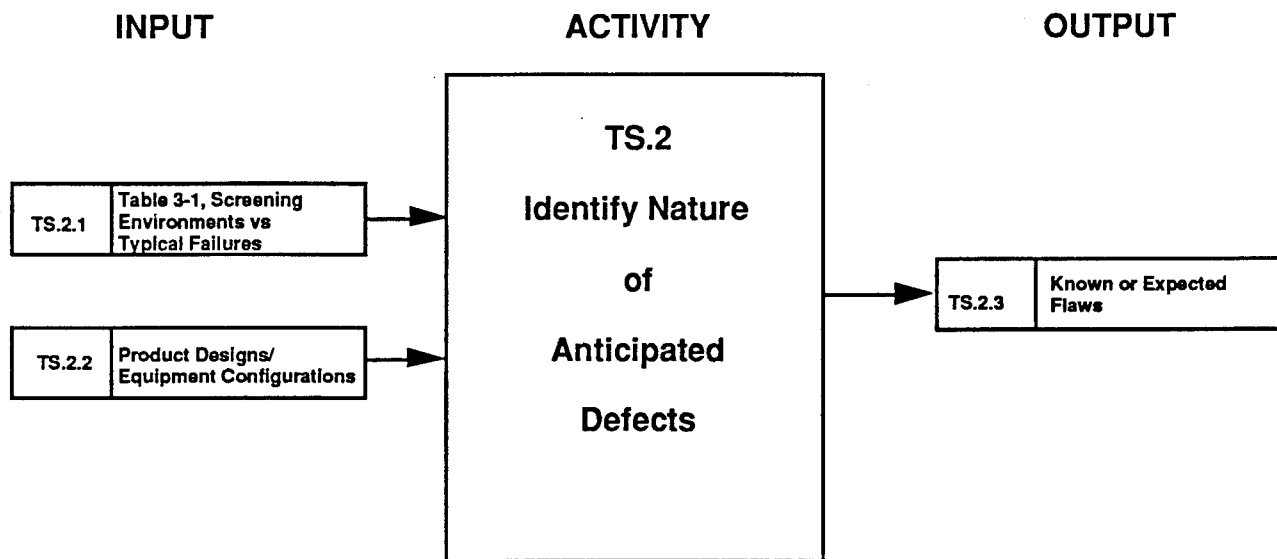 INPUT
ACTIVITY
OUTPUT
TS.2.1
Table 3-1, Screening
Environments vs
Typical Failures
TS.2.2
Product Designs/
Equipment Configurations
TS.2
Identify Nature
of
Anticipated
Defects
TS.2.3
Known or Expected
Flaws